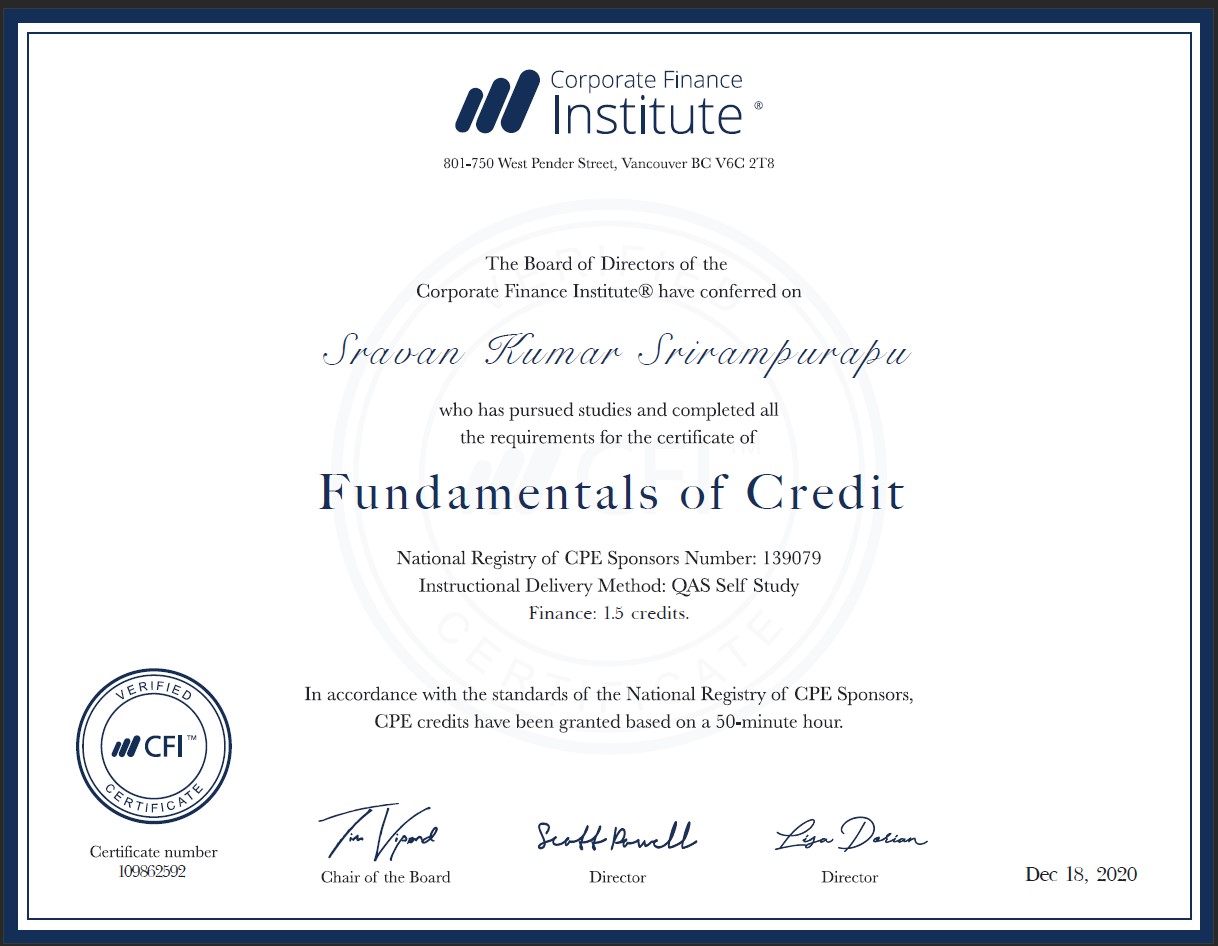 Corporate Finance
Institute ®
801-750 West Pender Street, Vancouver BC V6C 2T8
The Board of Directors of the
Corporate Finance Institute® have conferred on
Sravan Kumar Srirampurapu
who has pursued studies and completed all
the requirements for the certificate of
Fundamentals of Credit
National Registry of CPE Sponsors Number: 139079
Instructional Delivery Method: QAS Self Study
Finance: 1.5 credits.
In accordance with the standards of the National Registry of CPE Sponsors,
CPE credits have been granted based on a 50-minute hour.
VERIFIED
CFI™
CERTIFICATE
Certificate number
109862592
Tim Vipond
Chair of the Board
Scott Powell
Director
Lisa Dorian
Director
Dec 18, 2020
VERIFIED
CFI™
CERTIFICATE